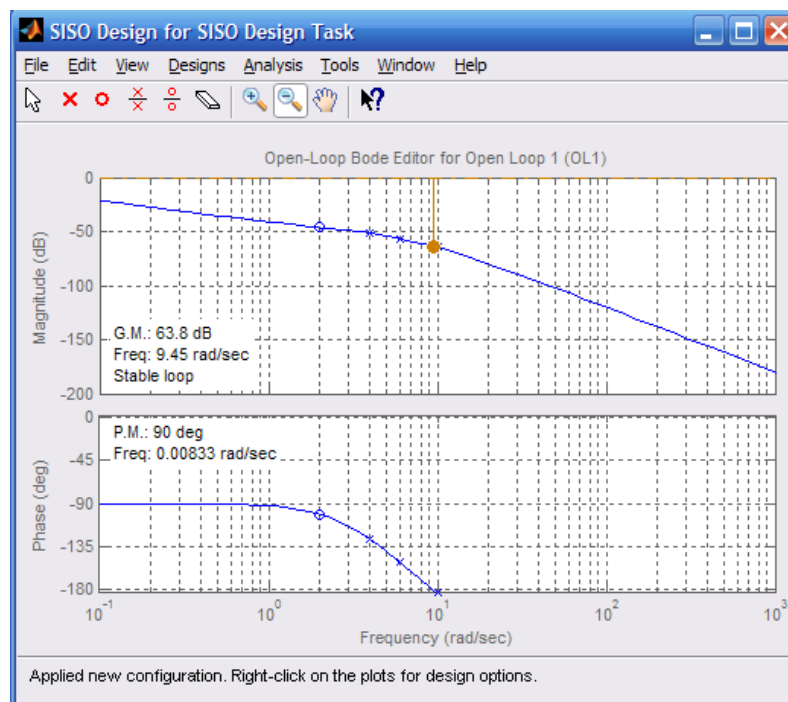 SISO Design for SISO Design Task
File Edit View Designs Analysis Tools Window Help
Open-Loop Bode Editor for Open Loop 1 (OL1)
Magnitude (dB)
0
-50
-100
-150
-200
G.M.: 63.8 dB
Freq: 9.45 rad/sec
Stable loop
Phase (deg)
0
-45
-90
-135
-180
P.M.: 90 deg
Freq: 0.00833 rad/sec
10^-1 10^0 10^1 10^2 10^3
Frequency (rad/sec)
Applied new configuration. Right-click on the plots for design options.